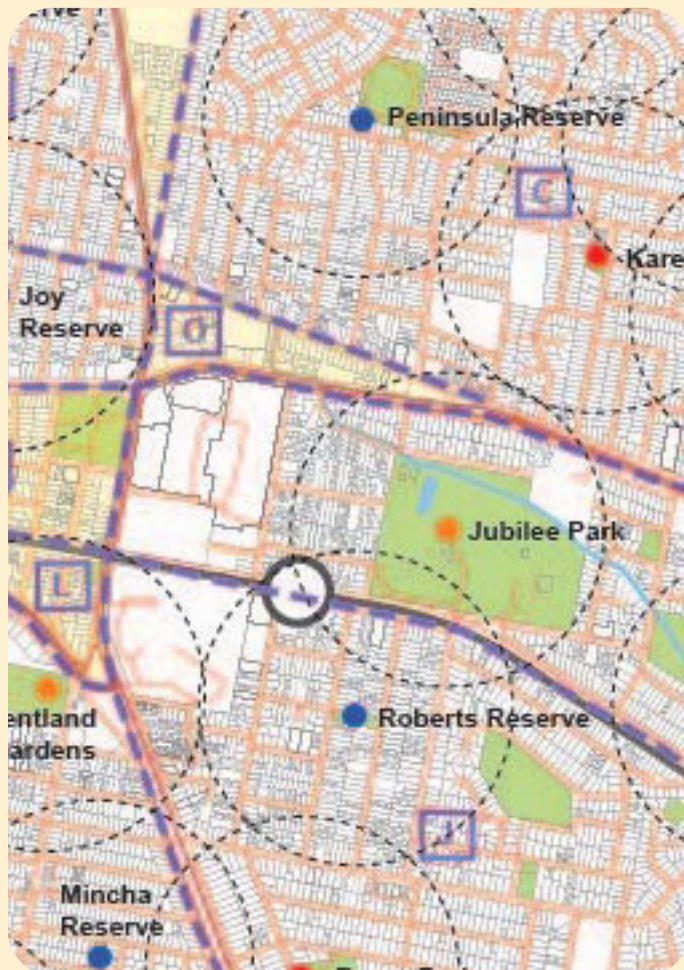 Peninsula Reserve
C
Kare
Joy
Reserve
O
Jubilee Park
L
entland
ardens
Roberts Reserve
J
Mincha
Reserve